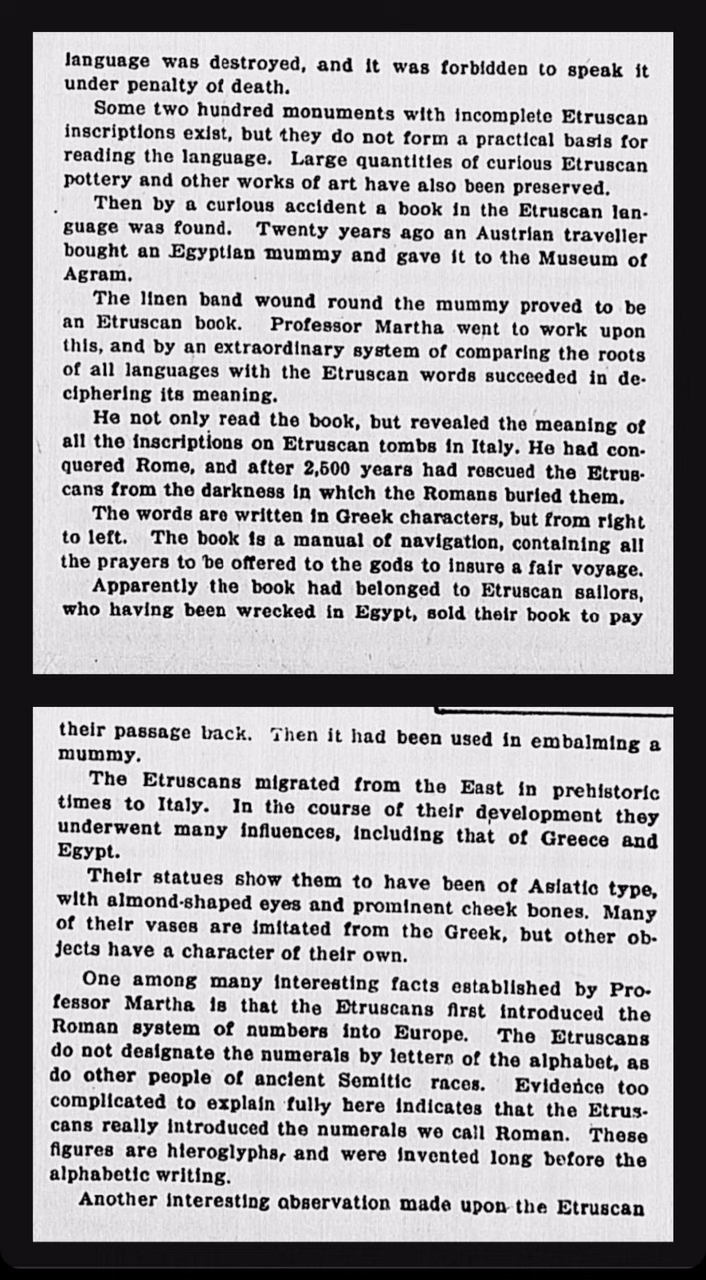 language was destroyed, and it was forbidden to speak it
under penalty of death.
Some two hundred monuments with incomplete Etruscan
inscriptions exist, but they do not form a practical basis for
reading the language. Large quantities of curious Etruscan
pottery and other works of art have also been preserved.
Then by a curious accident a book in the Etruscan lan-
guage was found. Twenty years ago an Austrian traveller
bought an Egyptian mummy and gave it to the Museum of
Agram.
The linen band wound round the mummy proved to be
an Etruscan book. Professor Martha went to work upon
this, and by an extraordinary system of comparing the roots
of all languages with the Etruscan words succeeded in de-
ciphering its meaning.
He not only read the book, but revealed the meaning of
all the inscriptions on Etruscan tombs in Italy. He had con-
quered Rome, and after 2,500 years had rescued the Etrus-
cans from the darkness in which the Romans buried them.
The words are written in Greek characters, but from right
to left. The book is a manual of navigation, containing all
the prayers to be offered to the gods to insure a fair voyage.
Apparently the book had belonged to Etruscan sailors,
who having been wrecked in Egypt, sold their book to pay
their passage back. Then it had been used in embalming a
mummy.
The Etruscans migrated from the East in prehistoric
times to Italy. In the course of their development they
underwent many influences, including that of Greece and
Egypt.
Their statues show them to have been of Asiatic type,
with almond-shaped eyes and prominent cheek bones. Many
of their vases are imitated from the Greek, but other ob-
jects have a character of their own.
One among many interesting facts established by Pro-
fessor Martha is that the Etruscans first introduced the
Roman system of numbers into Europe. The Etruscans
do not designate the numerals by letters of the alphabet, as
do other people of ancient Semitic races. Evidence too
complicated to explain fully here indicates that the Etrus-
cans really introduced the numerals we call Roman. These
figures are hieroglyphs, and were invented long before the
alphabetic writing.
Another interesting observation made upon the Etruscan